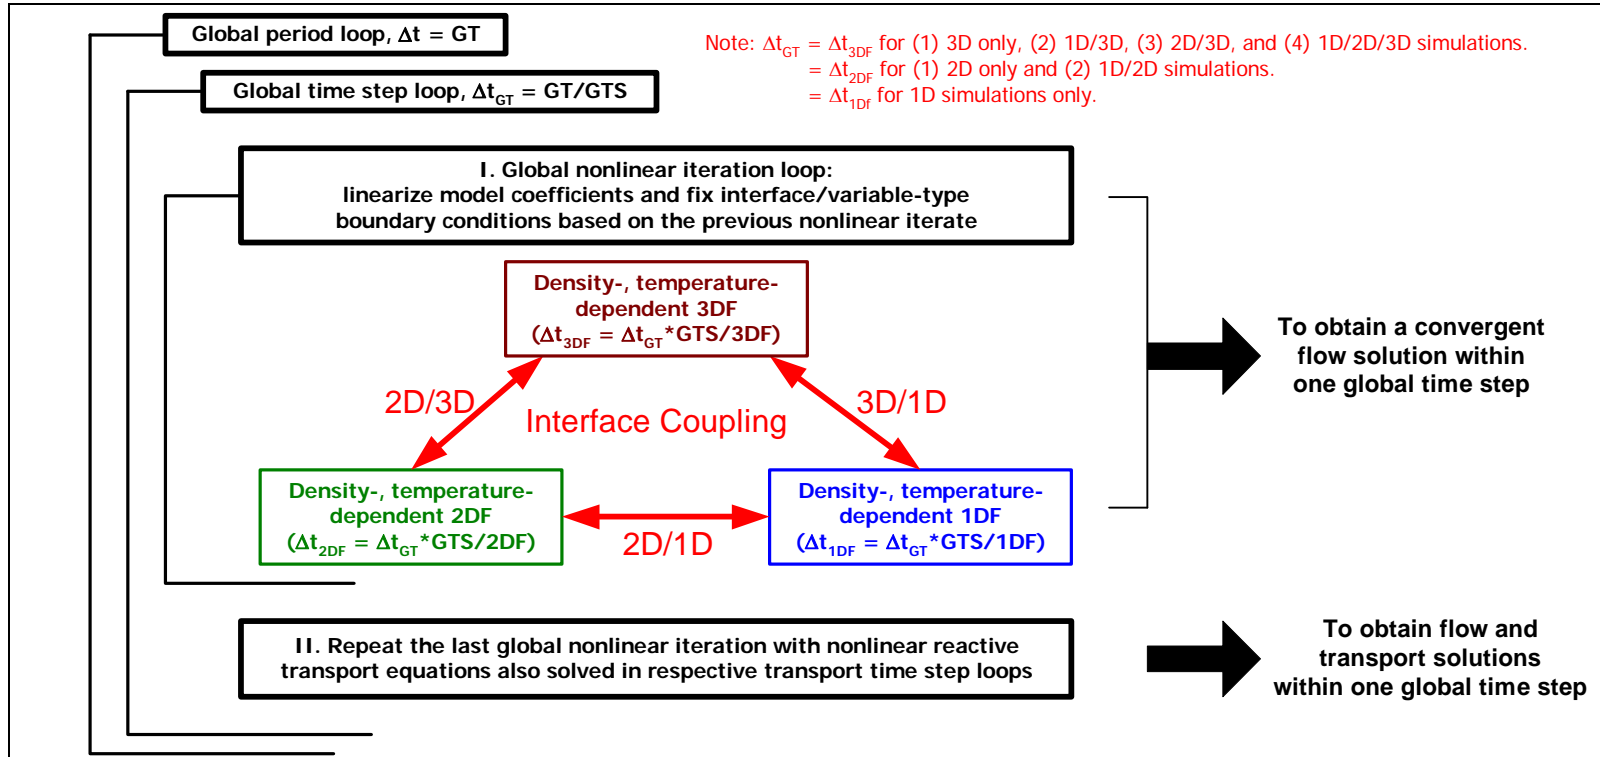 Global period loop, Δt = GT
Note: Δt_GT = Δt_3DF for (1) 3D only, (2) 1D/3D, (3) 2D/3D, and (4) 1D/2D/3D simulations.
= Δt_2DF for (1) 2D only and (2) 1D/2D simulations.
= Δt_1Df for 1D simulations only.
Global time step loop, Δt_GT = GT/GTS
I. Global nonlinear iteration loop:
linearize model coefficients and fix interface/variable-type
boundary conditions based on the previous nonlinear iterate
Density-, temperature-
dependent 3DF
(Δt_3DF = Δt_GT*GTS/3DF)
2D/3D
3D/1D
Interface Coupling
Density-, temperature-
dependent 2DF
(Δt_2DF = Δt_GT*GTS/2DF)
2D/1D
Density-, temperature-
dependent 1DF
(Δt_1DF = Δt_GT*GTS/1DF)
To obtain a convergent
flow solution within
one global time step
II. Repeat the last global nonlinear iteration with nonlinear reactive
transport equations also solved in respective transport time step loops
To obtain flow and
transport solutions
within one global time step